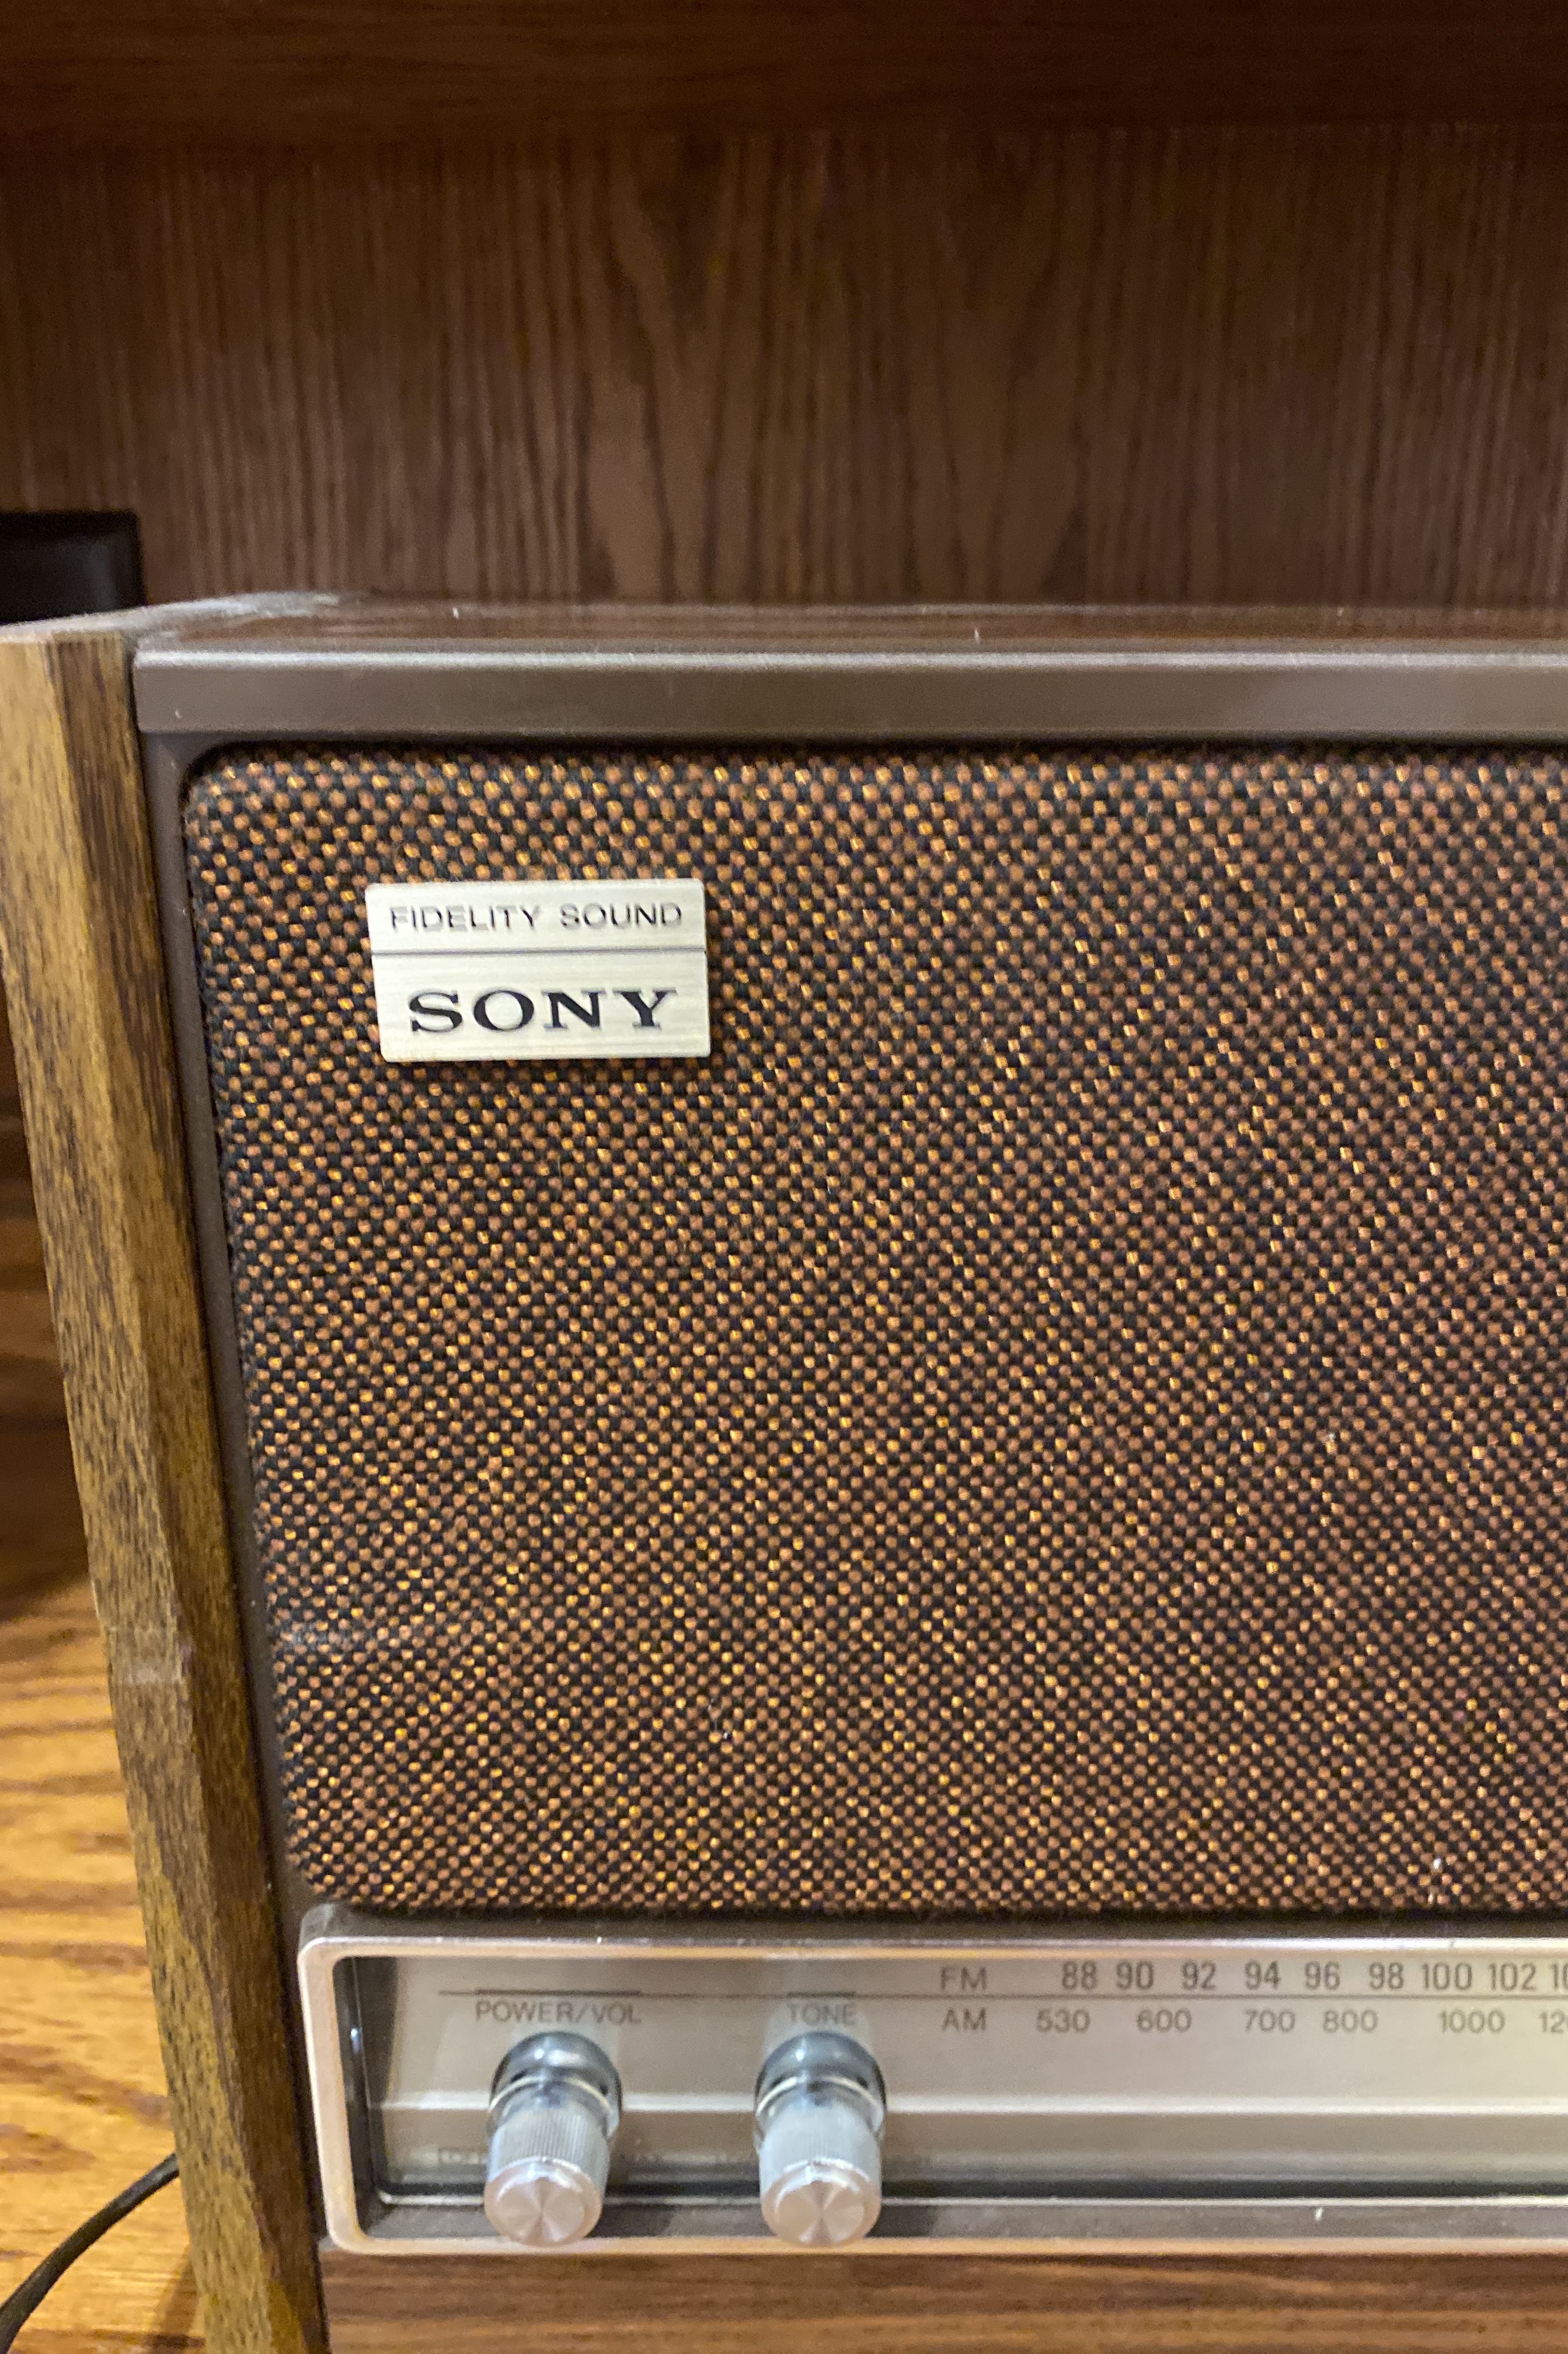 FIDELITY SOUND
SONY
FM 88 90 92 94 96 98 100 102
POWER/VOL TONE AM 530 600 700 800 1000